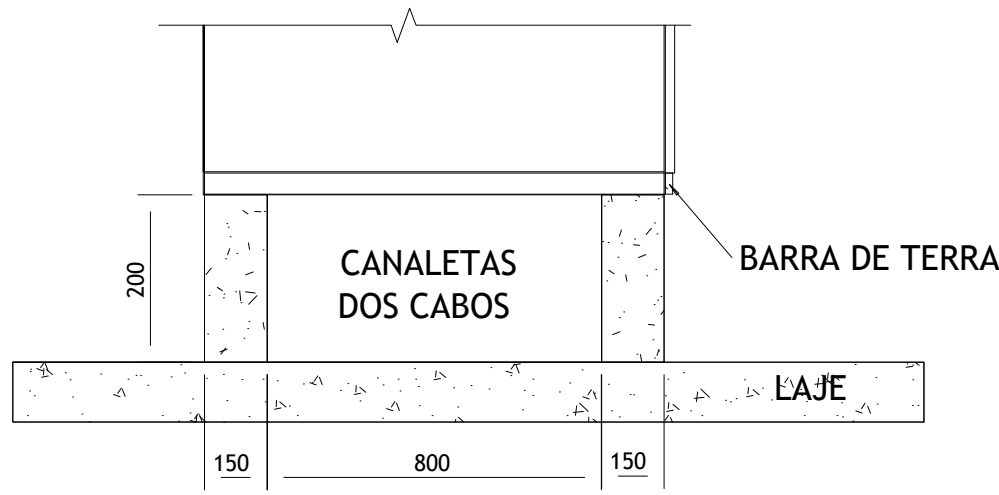 CANALETAS
DOS CABOS
BARRA DE TERRA
200
LAJE
150
800
150